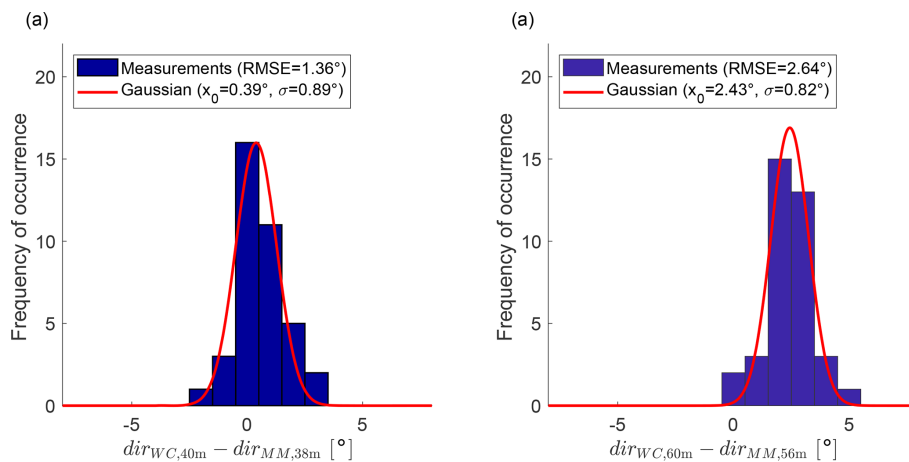 (a)
Measurements (RMSE=1.36°)
Gaussian (x0=0.39°, σ=0.89°)
20
15
10
5
0
Frequency of occurrence
-5
0
5
dirWC,40m − dirMM,38m [°]
(a)
Measurements (RMSE=2.64°)
Gaussian (x0=2.43°, σ=0.82°)
20
15
10
5
0
Frequency of occurrence
-5
0
5
dirWC,60m − dirMM,56m [°]